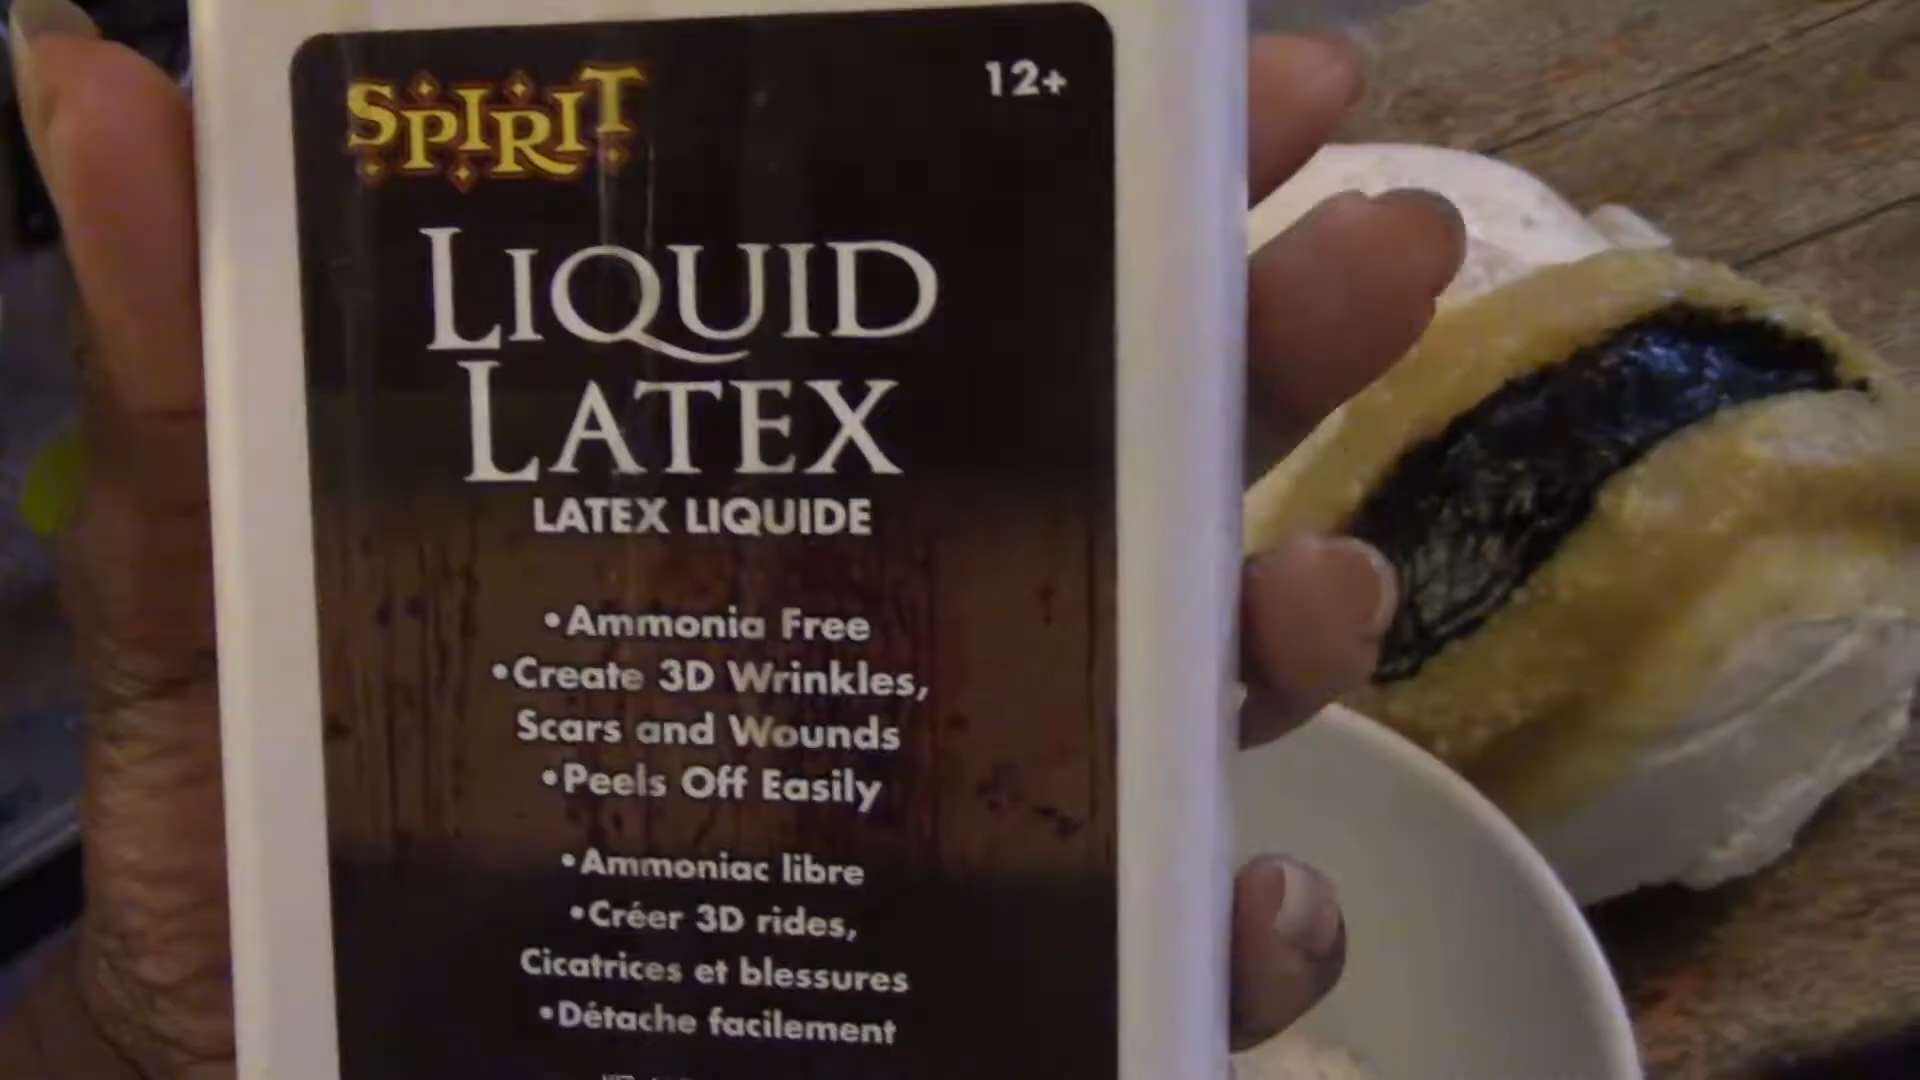 SPIRIT
12+
LIQUID
LATEX
LATEX LIQUIDE
•Ammonia Free
•Create 3D Wrinkles,
Scars and Wounds
•Peels Off Easily
•Ammoniac libre
•Créer 3D rides,
Cicatrices et blessures
•Détache facilement